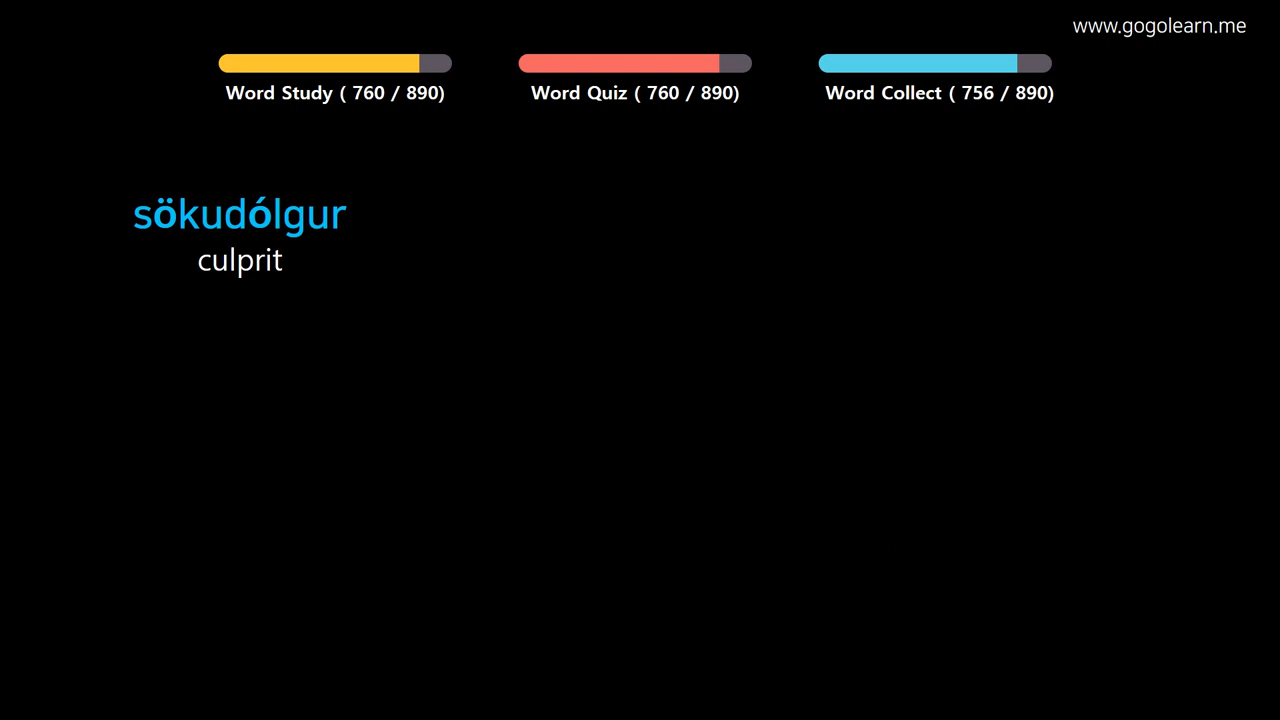 www.gogolearn.me
Word Study ( 760 / 890)
Word Quiz ( 760 / 890)
Word Collect ( 756 / 890)
sökudólgur
culprit